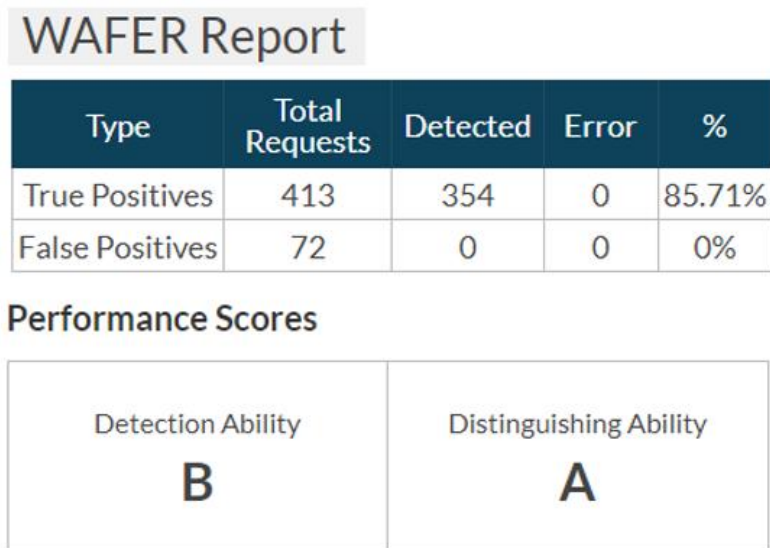 WAFER Report
Type Total Requests Detected Error %
True Positives 413 354 0 85.71%
False Positives 72 0 0 0%
Performance Scores
Detection Ability Distinguishing Ability
B A